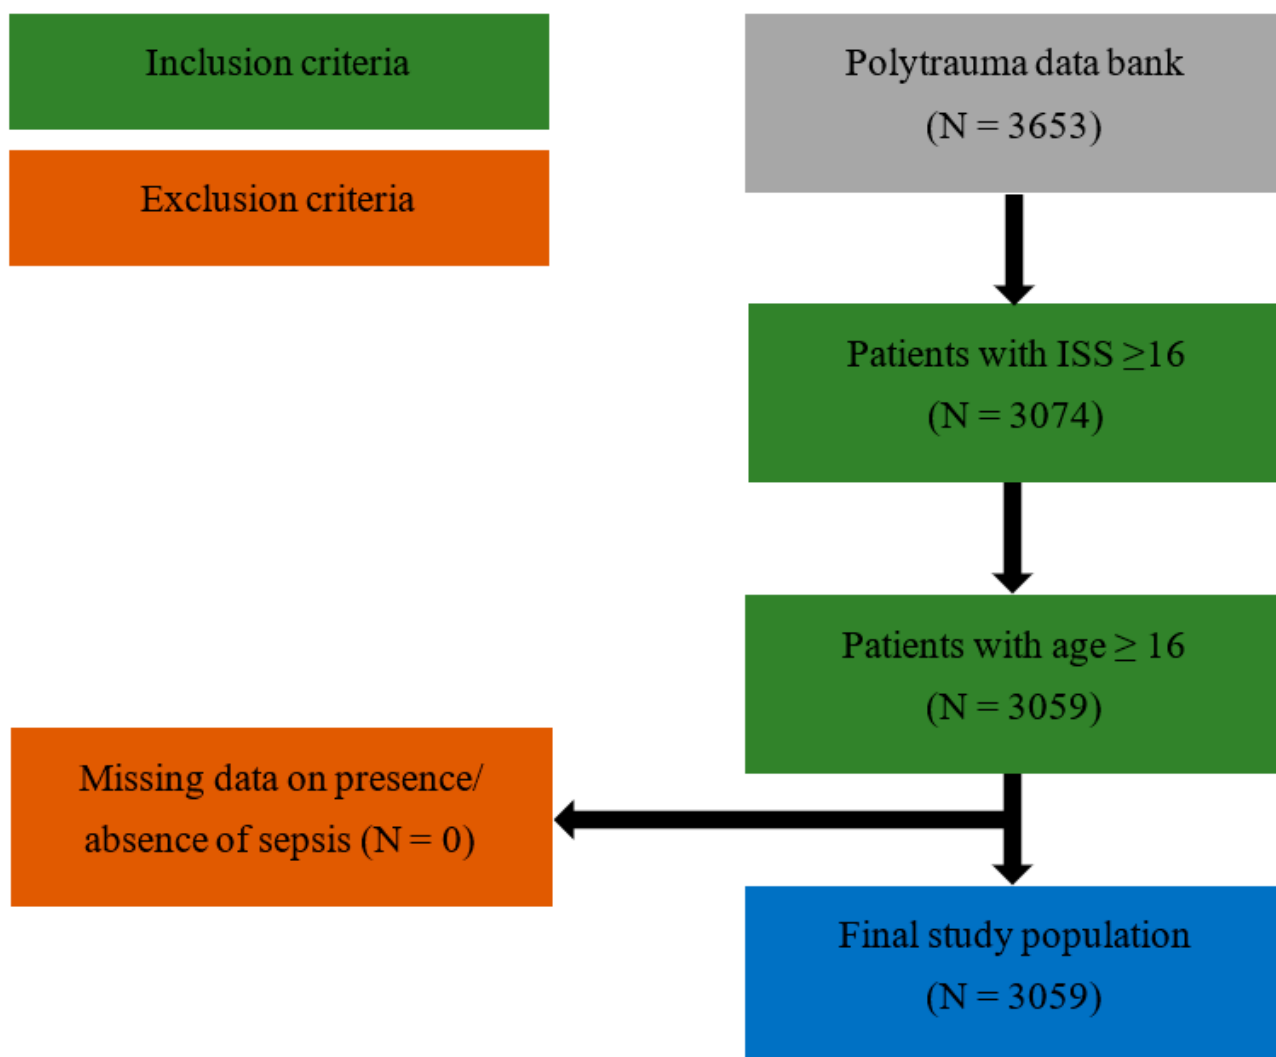 Inclusion criteria
Exclusion criteria
Polytrauma data bank
(N = 3653)
Patients with ISS ≥16
(N = 3074)
Patients with age ≥ 16
(N = 3059)
Missing data on presence/
absence of sepsis (N = 0)
Final study population
(N = 3059)